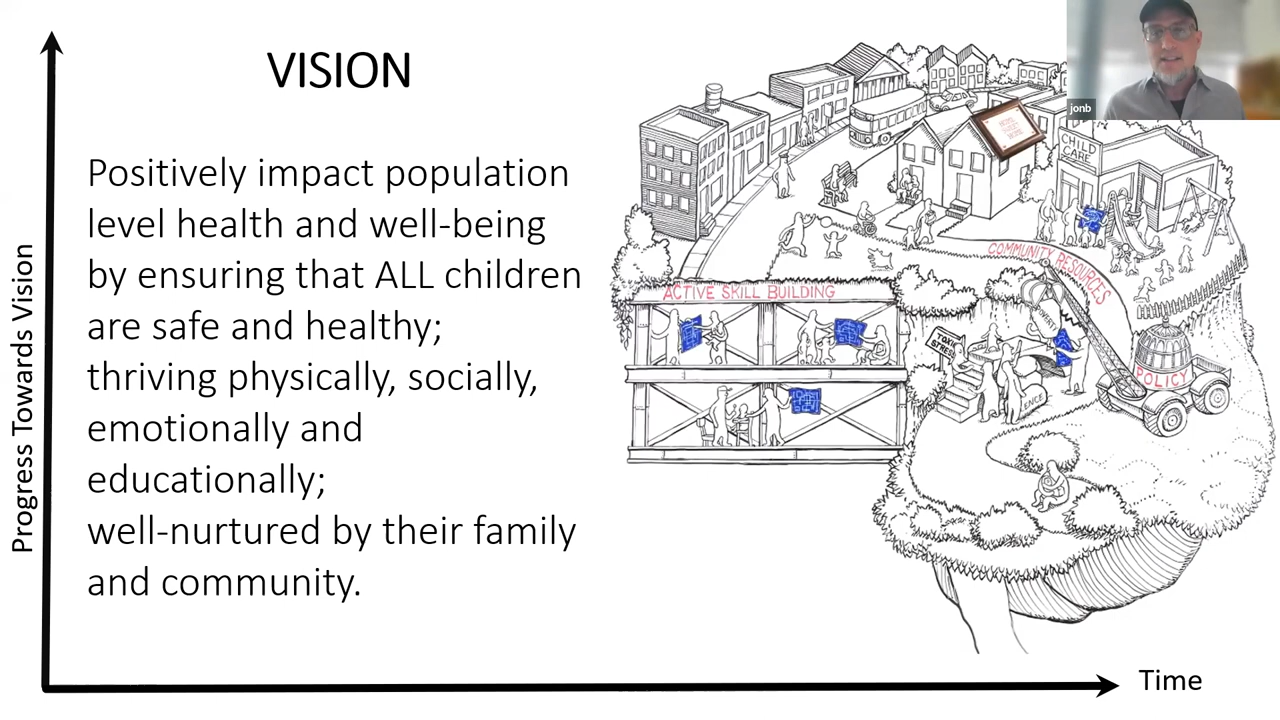 VISION
Positively impact population
level health and well-being
by ensuring that ALL children
are safe and healthy;
thriving physically, socially,
emotionally and
educationally;
well-nurtured by their family
and community.
Progress Towards Vision
Time
jonb
CHILD
CARE
COMMUNITY RESOURCES
ACTIVE SKILL BUILDING
TOXIC
STRESS
POVERTY
POLICY